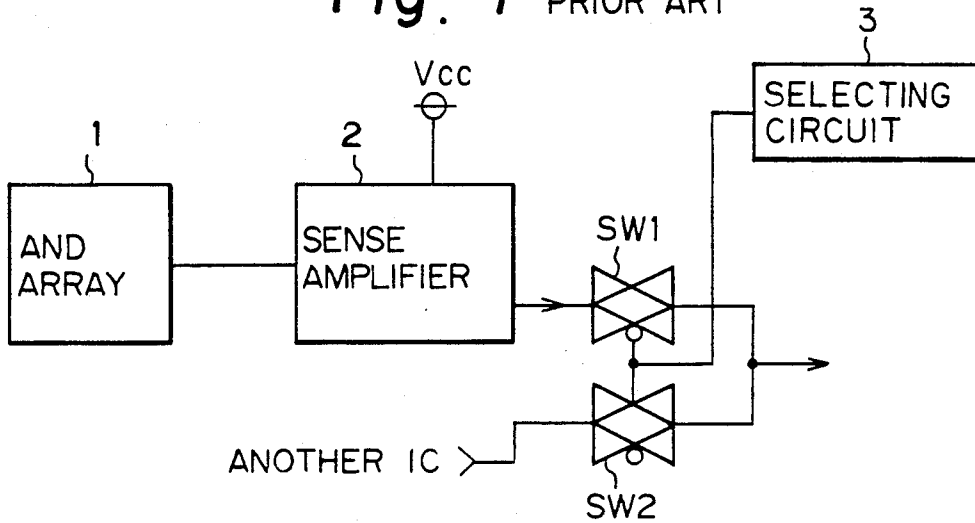 Fig. 1 PRIOR ART
3
Vcc
SELECTING
CIRCUIT
1
2
AND
ARRAY
SENSE
AMPLIFIER
SW1
ANOTHER IC
SW2